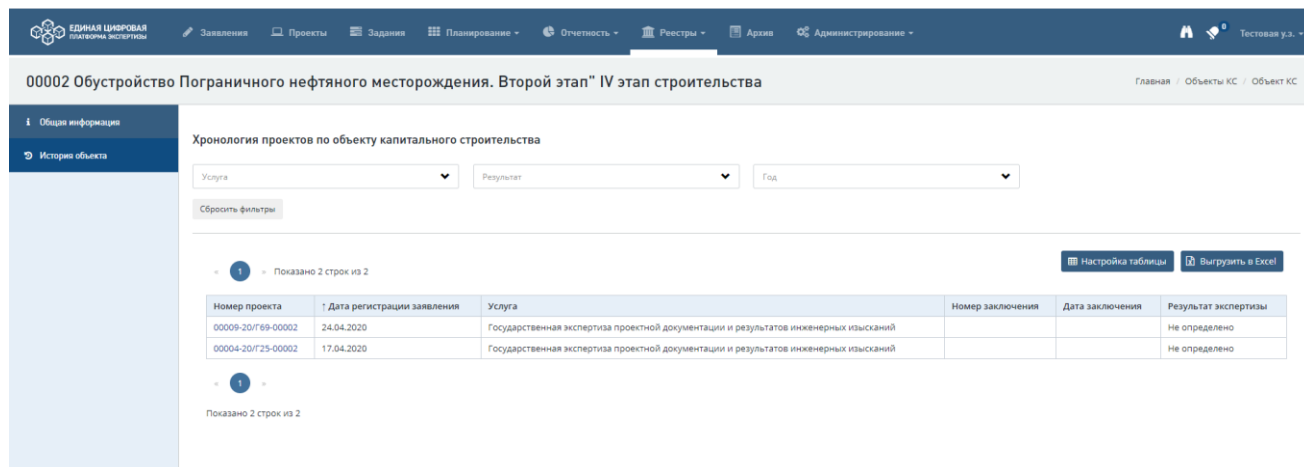 ЕДИНАЯ ЦИФРОВАЯ
ПЛАТФОРМА ЭКСПЕРТИЗЫ
Заявления Проекты Задания Планирование Отчетность Реестры Архив Администрирование 0 Тестовая у.з.
00002 Обустройство Пограничного нефтяного месторождения. Второй этап" IV этап строительства Главная / Объекты КС / Объект КС
Общая информация
История объекта
Хронология проектов по объекту капитального строительства
Услуга Результат Год
Сбросить фильтры
« 1 » Показано 2 строк из 2 Настройка таблицы Выгрузить в Excel
Номер проекта ↑ Дата регистрации заявления Услуга Номер заключения Дата заключения Результат экспертизы
00009-20/Г69-00002 24.04.2020 Государственная экспертиза проектной документации и результатов инженерных изысканий Не определено
00004-20/Г25-00002 17.04.2020 Государственная экспертиза проектной документации и результатов инженерных изысканий Не определено
« 1 »
Показано 2 строк из 2